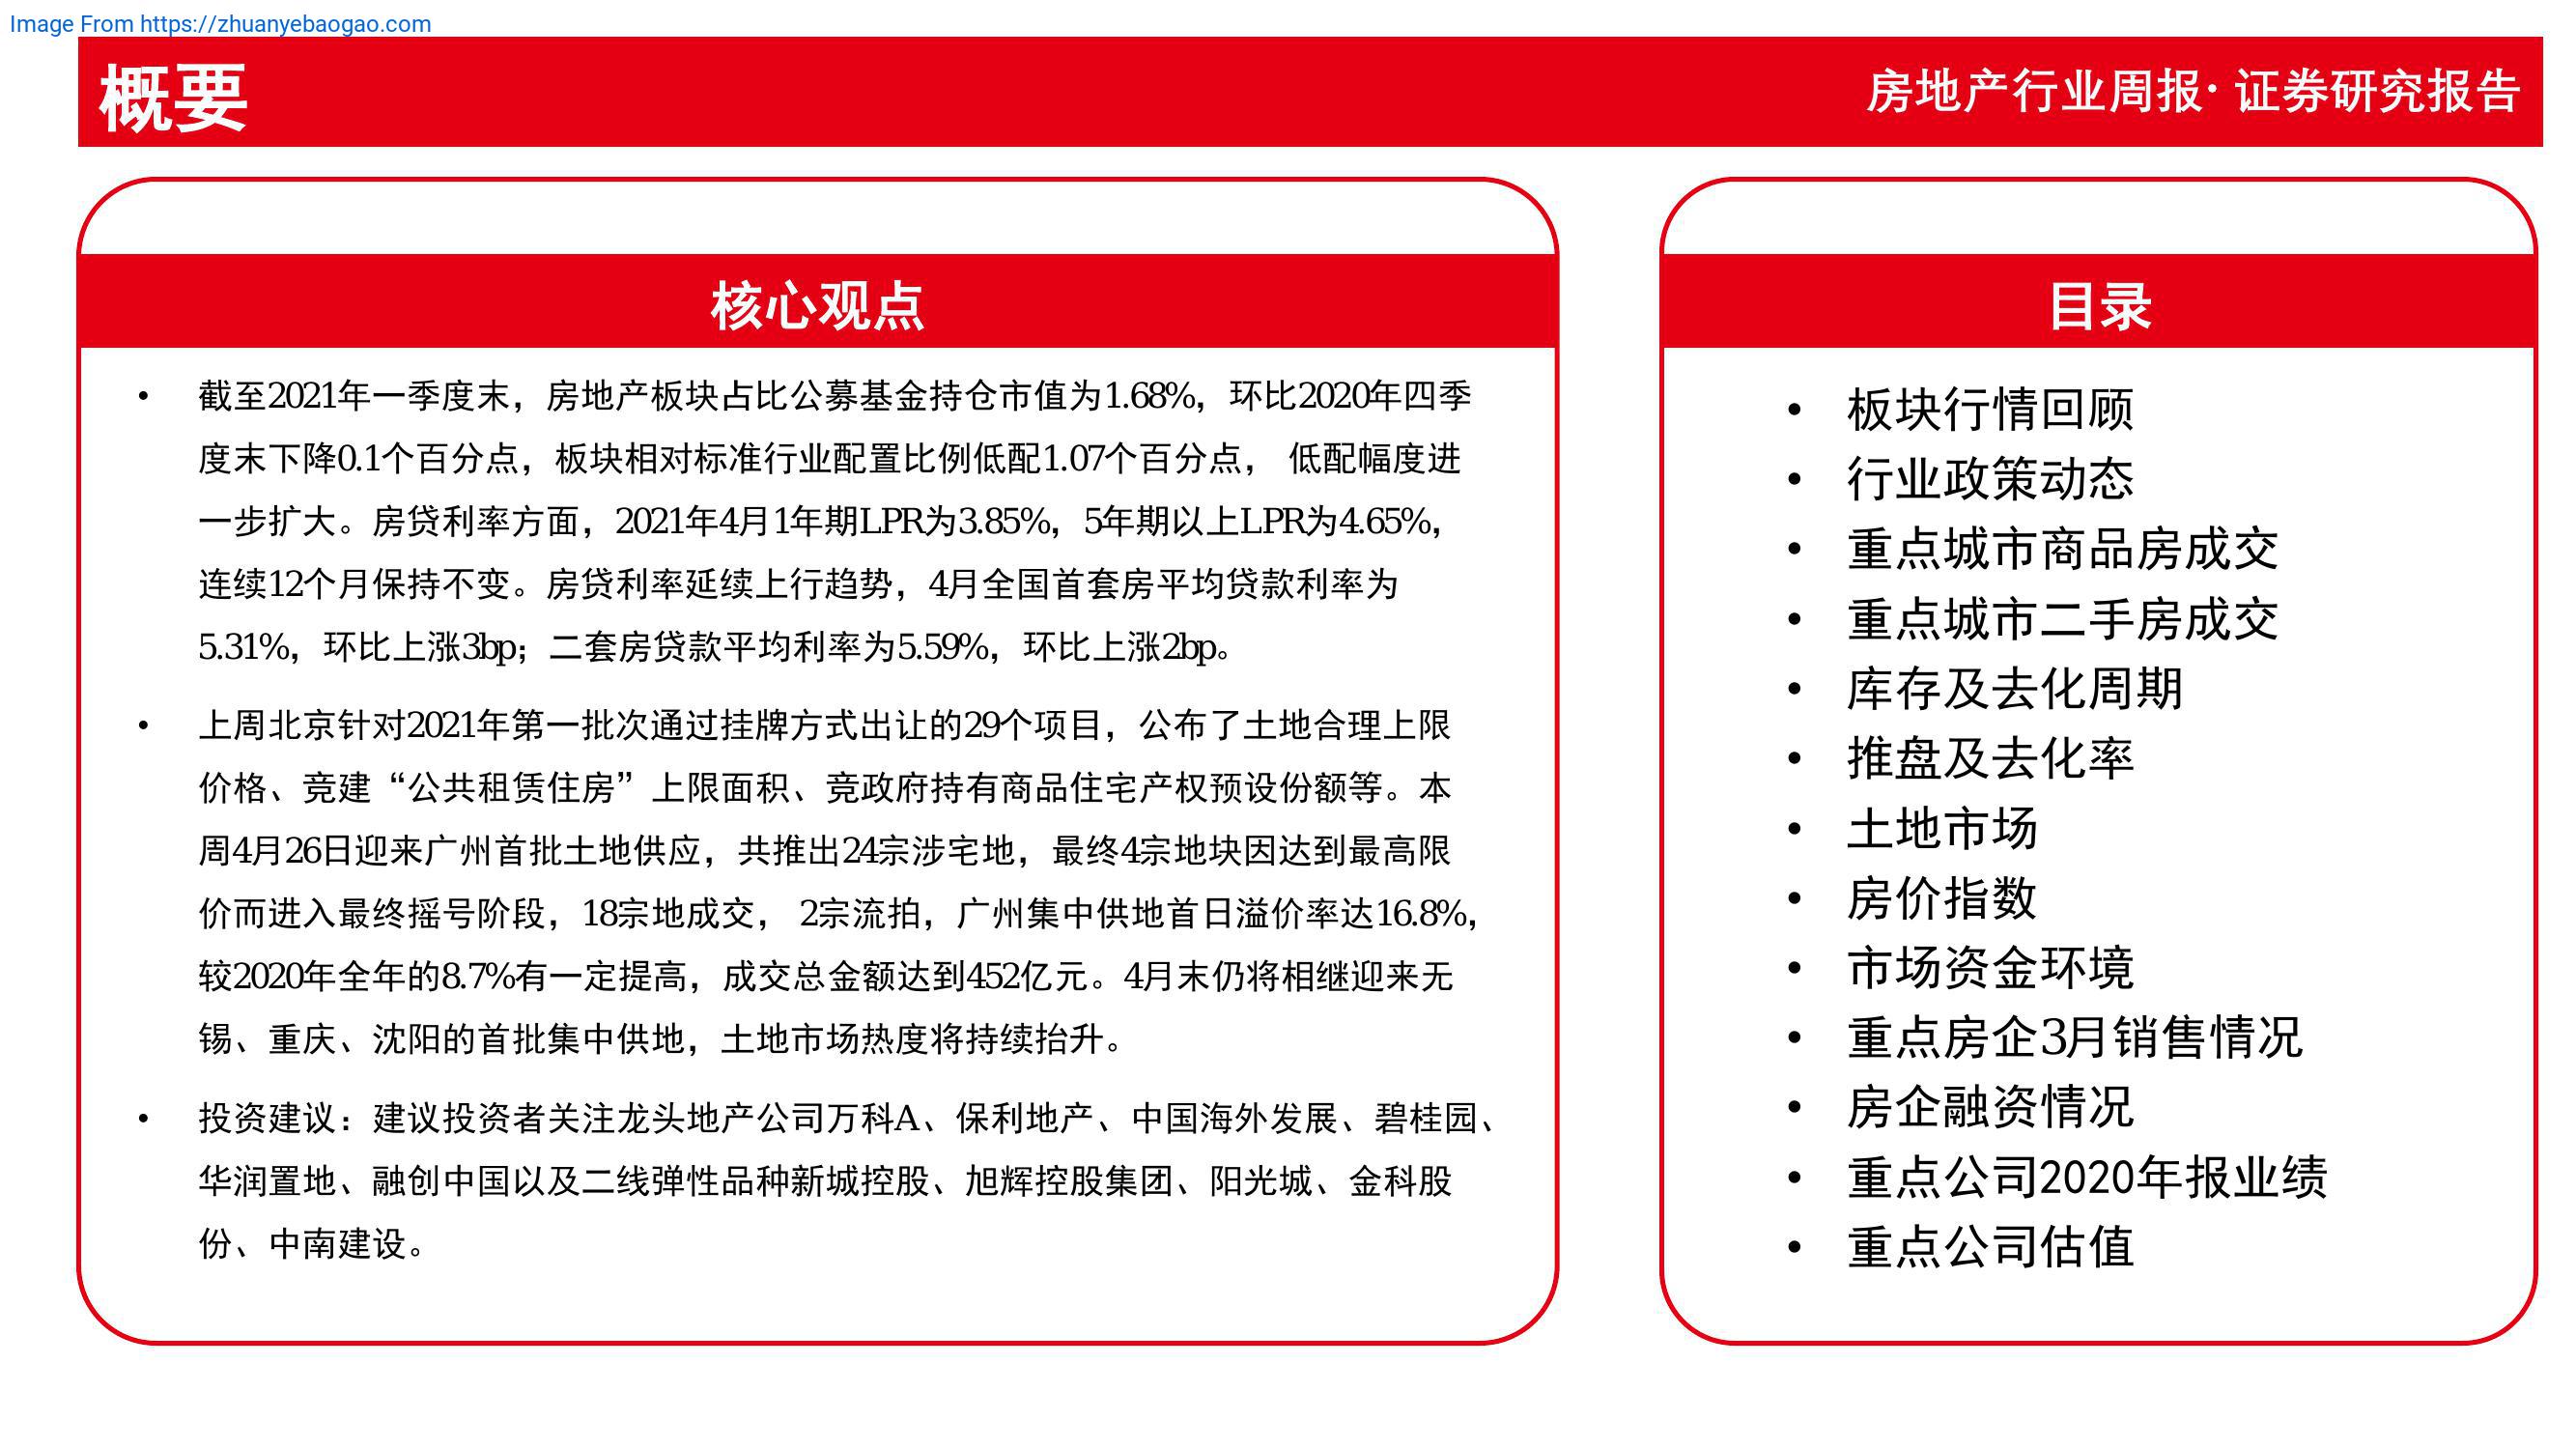 Image From https://zhuanyebaogao.com
概要
房地产行业周报· 证券研究报告
核心观点
• 截至2021年一季度末，房地产板块占比公募基金持仓市值为1.68%，环比2020年四季
度末下降0.1个百分点，板块相对标准行业配置比例低配1.07个百分点， 低配幅度进
一步扩大。房贷利率方面，2021年4月1年期LPR为3.85%，5年期以上LPR为4.65%，
连续12个月保持不变。房贷利率延续上行趋势，4月全国首套房平均贷款利率为
5.31%，环比上涨3bp；二套房贷款平均利率为5.59%，环比上涨2bp。
• 上周北京针对2021年第一批次通过挂牌方式出让的29个项目，公布了土地合理上限
价格、竞建“公共租赁住房”上限面积、竞政府持有商品住宅产权预设份额等。本
周4月26日迎来广州首批土地供应，共推出24宗涉宅地，最终4宗地块因达到最高限
价而进入最终摇号阶段，18宗地成交， 2宗流拍，广州集中供地首日溢价率达16.8%，
较2020年全年的8.7%有一定提高，成交总金额达到452亿元。4月末仍将相继迎来无
锡、重庆、沈阳的首批集中供地，土地市场热度将持续抬升。
• 投资建议：建议投资者关注龙头地产公司万科A、保利地产、中国海外发展、碧桂园、
华润置地、融创中国以及二线弹性品种新城控股、旭辉控股集团、阳光城、金科股
份、中南建设。
目录
• 板块行情回顾
• 行业政策动态
• 重点城市商品房成交
• 重点城市二手房成交
• 库存及去化周期
• 推盘及去化率
• 土地市场
• 房价指数
• 市场资金环境
• 重点房企3月销售情况
• 房企融资情况
• 重点公司2020年报业绩
• 重点公司估值